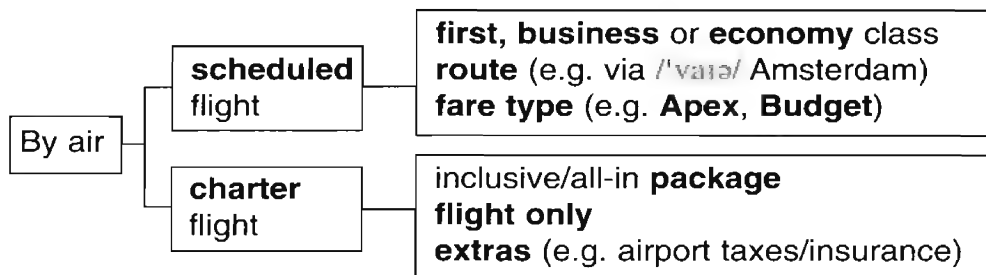 By air
scheduled
flight
first, business or economy class
route (e.g. via /ˈvaɪə/ Amsterdam)
fare type (e.g. Apex, Budget)
charter
flight
inclusive/all-in package
flight only
extras (e.g. airport taxes/insurance)